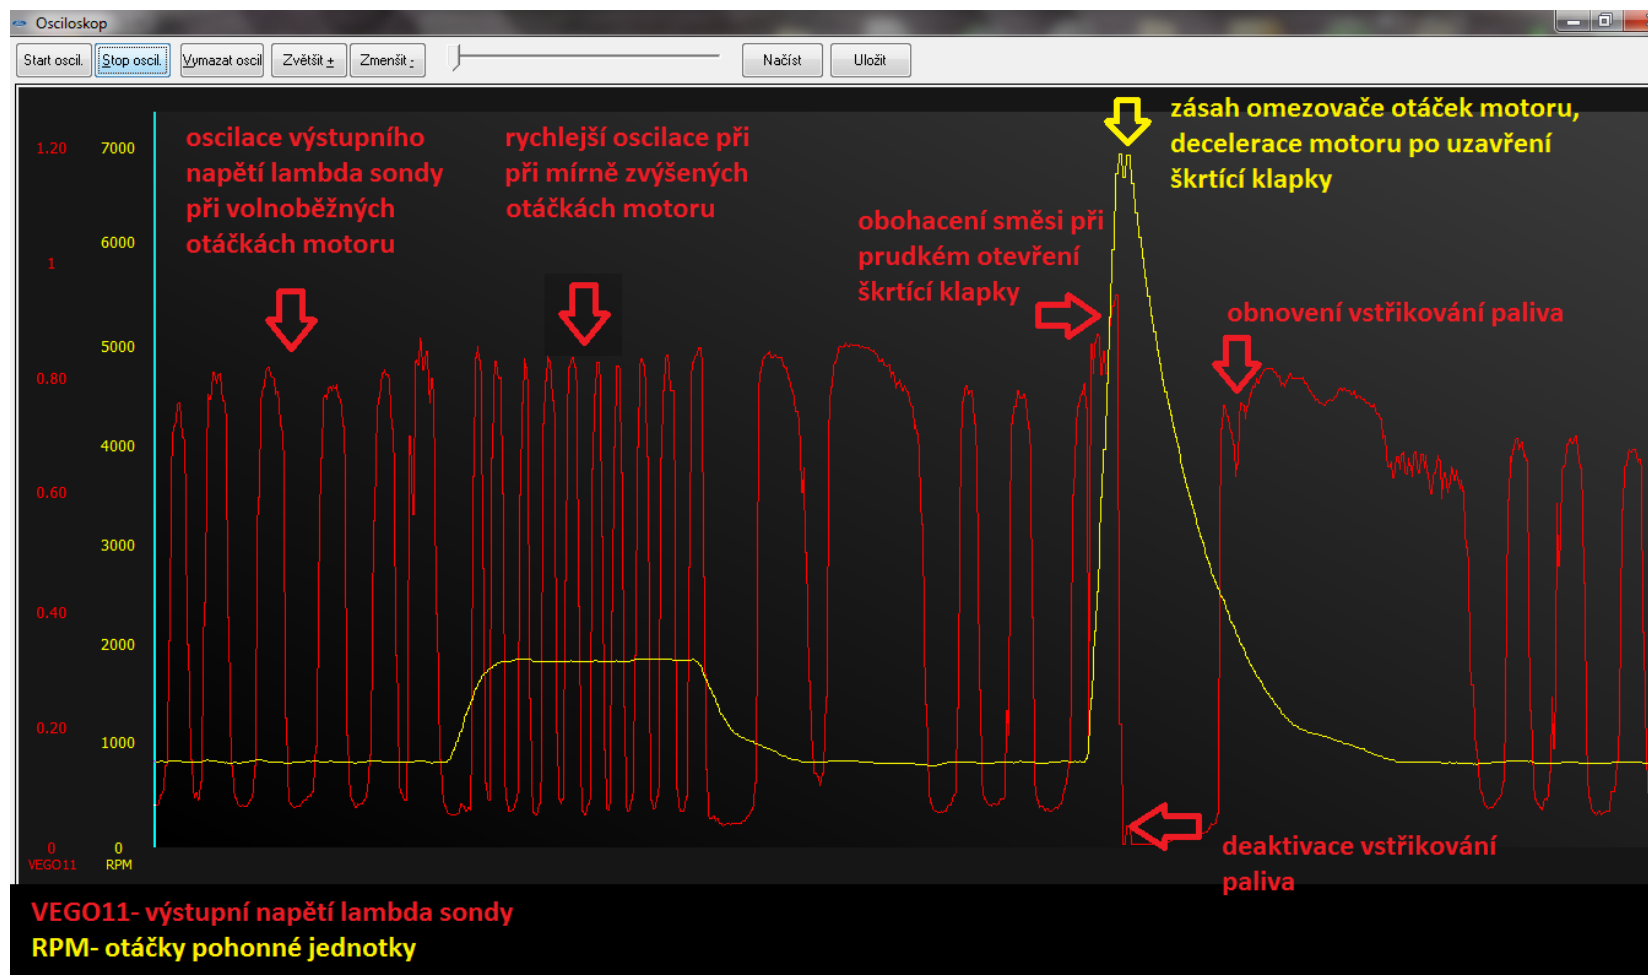 Osciloskop
Start oscil. Stop oscil. Vymazat oscil Zvětšit + Zmenšit - Načíst Uložit
oscilace výstupního
napětí lambda sondy
při volnoběžných
otáčkách motoru
rychlejší oscilace při
při mírně zvýšených
otáčkách motoru
obohacení směsi při
prudkém otevření
škrtící klapky
zásah omezovače otáček motoru,
decelerace motoru po uzavření
škrtící klapky
obnovení vstřikování paliva
deaktivace vstřikování
paliva
1.20
1
0.80
0.60
0.40
0.20
0
VEGO11
7000
6000
5000
4000
3000
2000
1000
0
RPM
VEGO11- výstupní napětí lambda sondy
RPM- otáčky pohonné jednotky